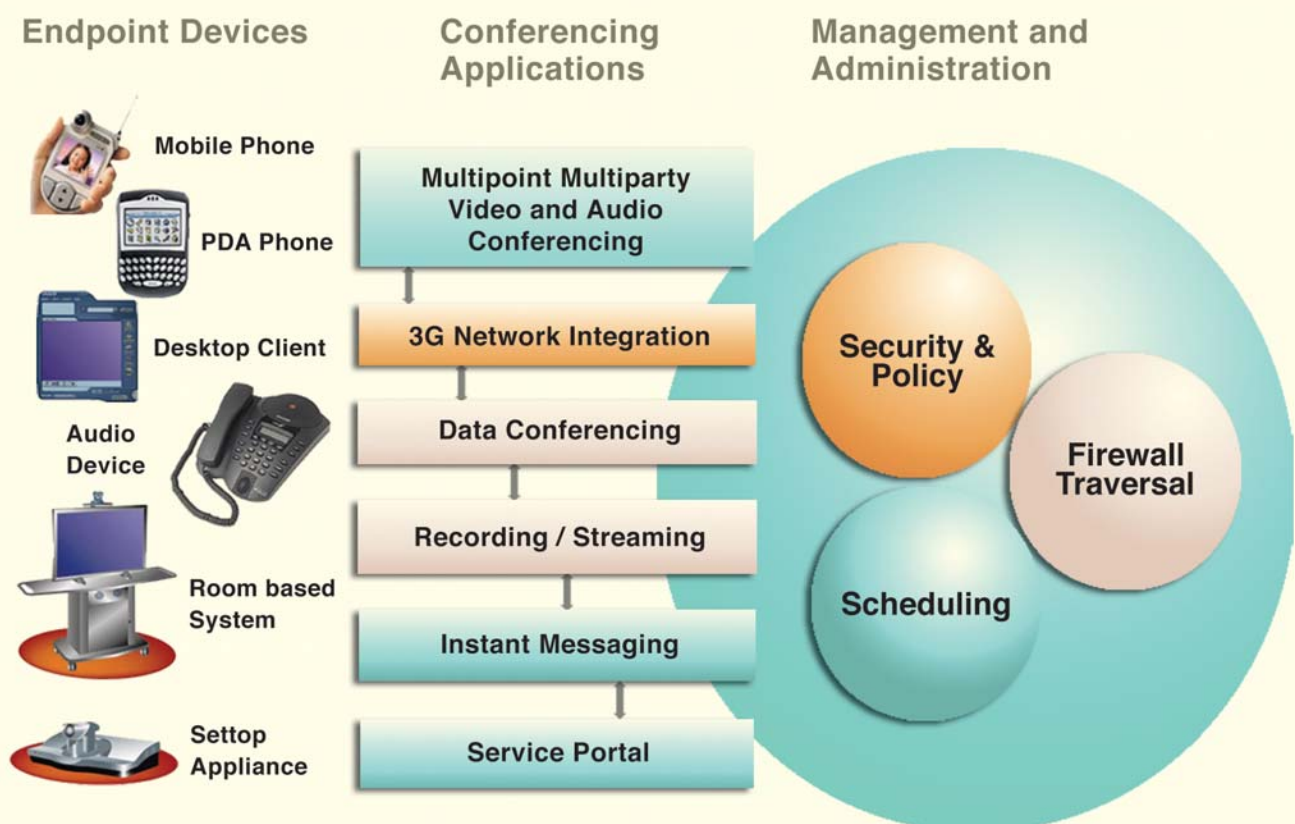 Endpoint Devices
Conferencing
Applications
Management and
Administration
Mobile Phone
PDA Phone
Desktop Client
Audio
Device
Room based
System
Settop
Appliance
Multipoint Multiparty
Video and Audio
Conferencing
3G Network Integration
Data Conferencing
Recording / Streaming
Instant Messaging
Service Portal
Security &
Policy
Firewall
Traversal
Scheduling